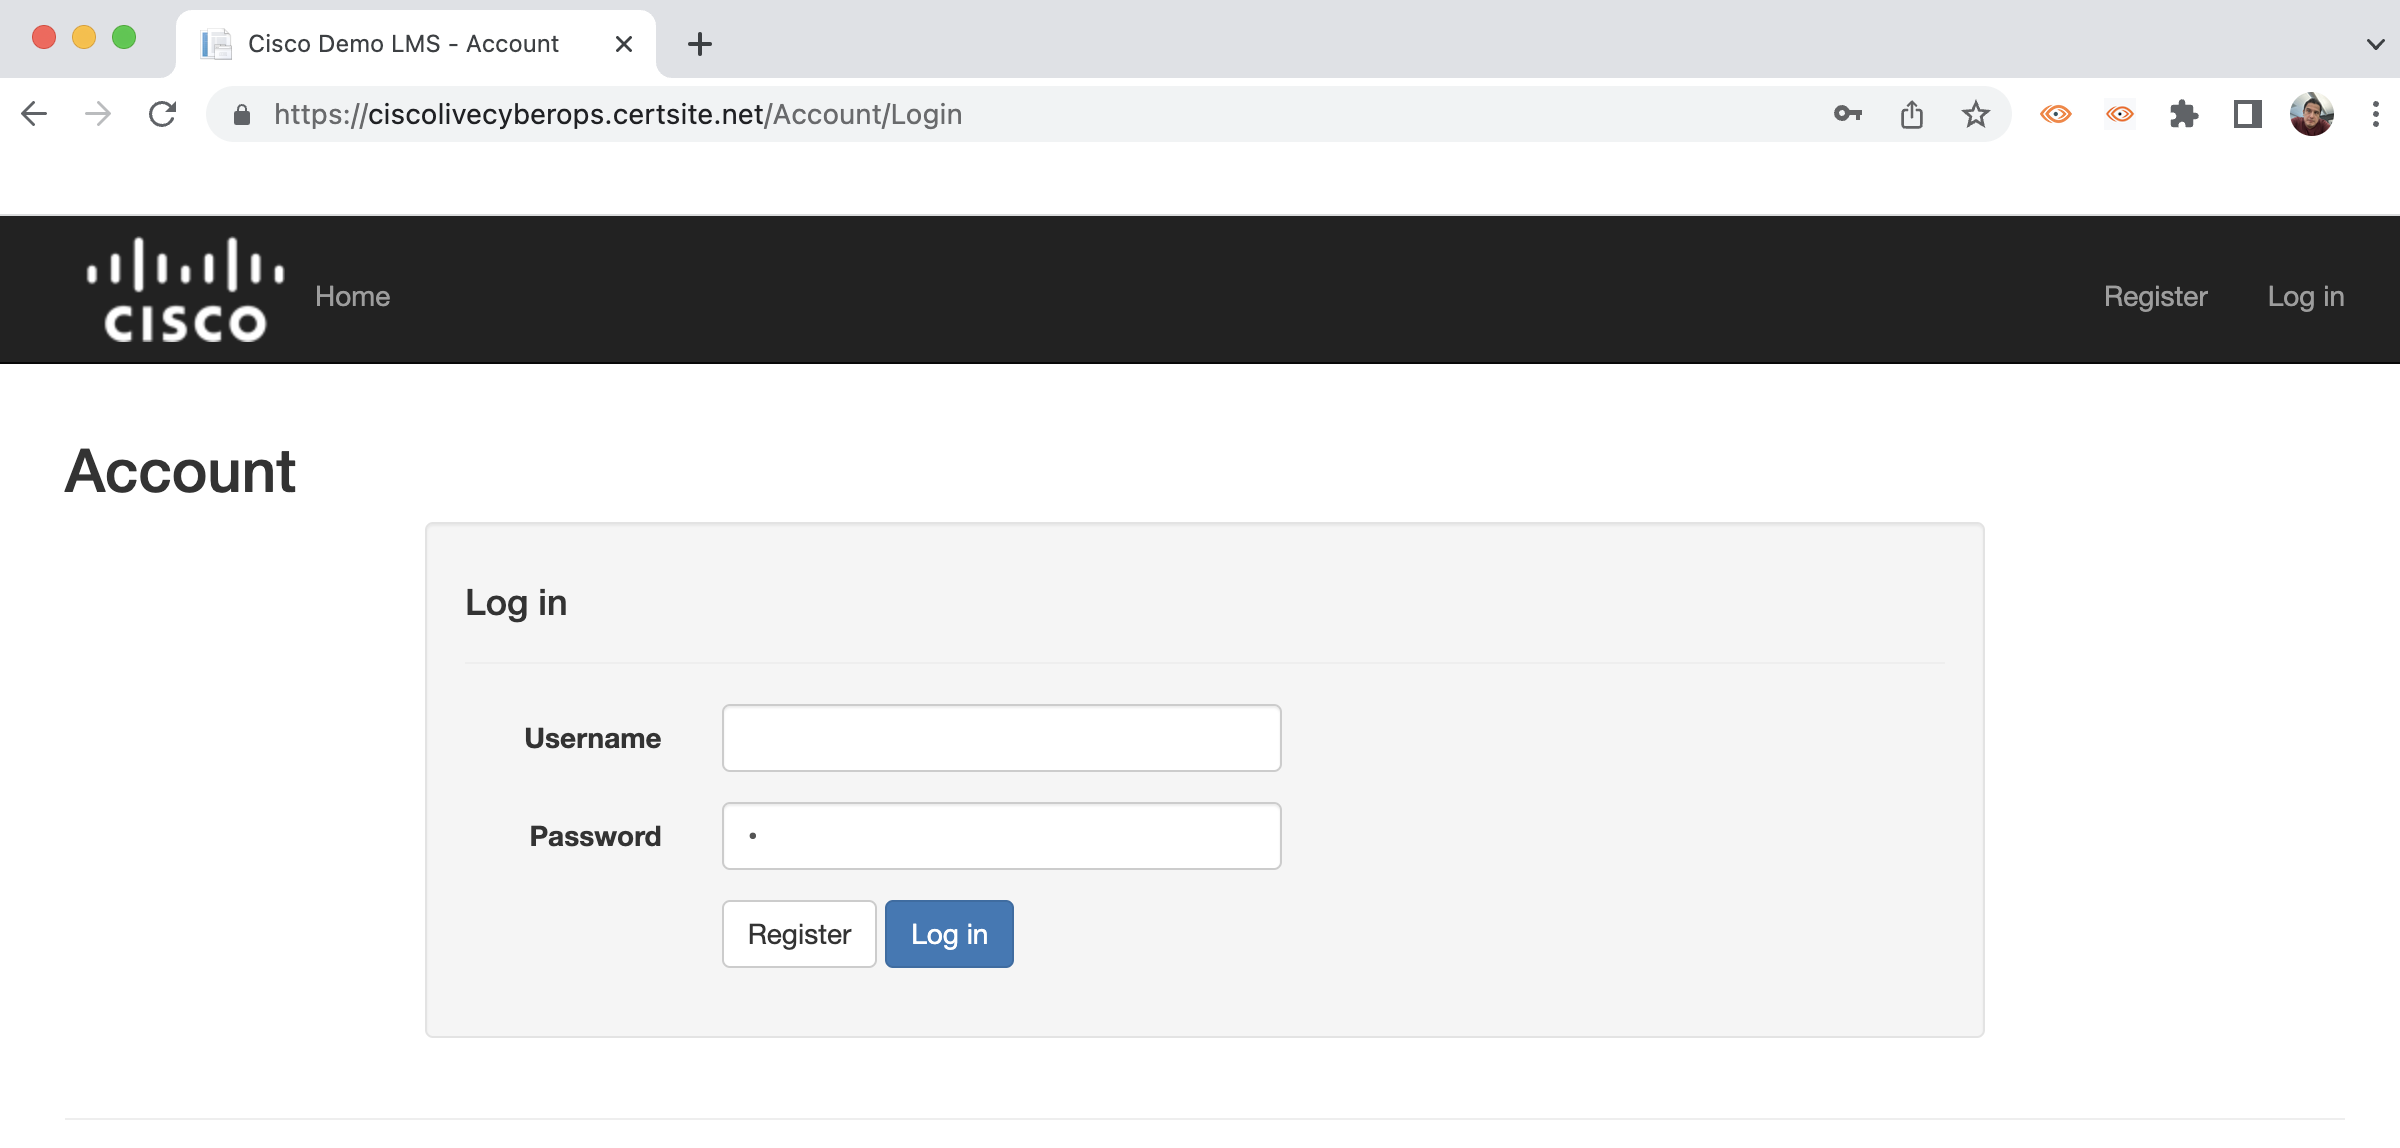 Cisco Demo LMS - Account
https://ciscolivecyberops.certsite.net/Account/Login
CISCO
Home
Register
Log in
Account
Log in
Username
Password
Register
Log in